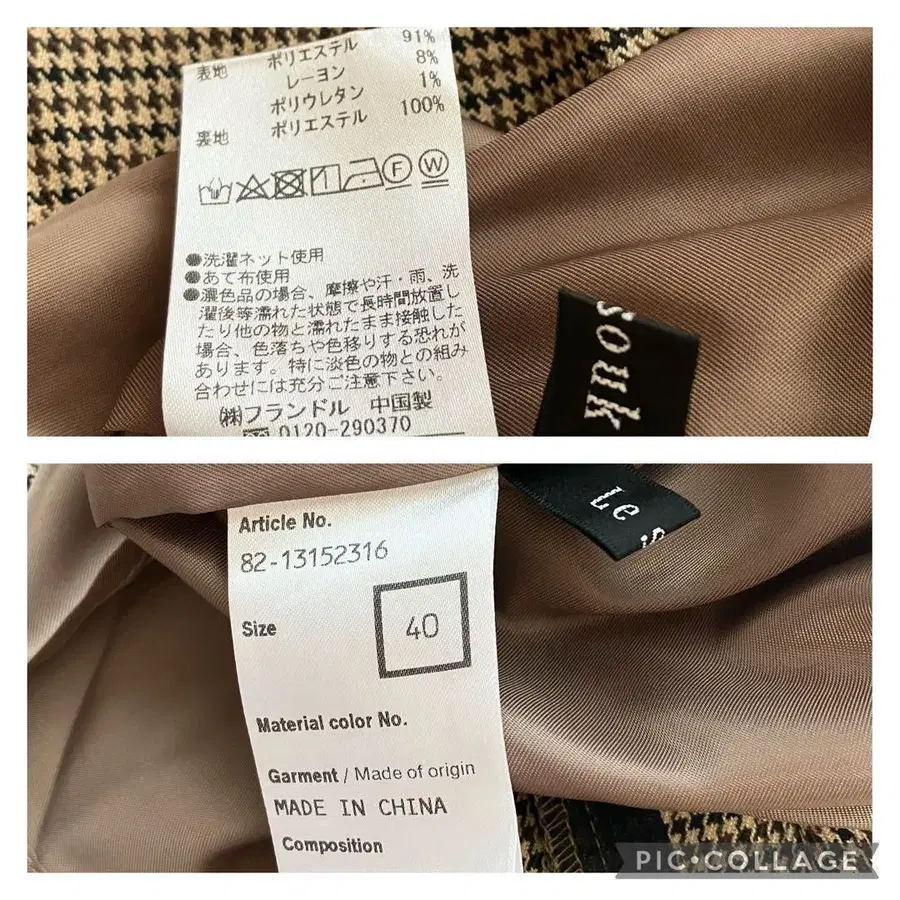 表地 ポリエステル 91%
レーヨン 8%
ポリウレタン 1%
裏地 ポリエステル 100%
F W
●洗濯ネット使用
●あて布使用
●濃色品の場合、摩擦や汗・雨、洗
濯後等濡れた状態で長時間放置し
たり他の物と濡れたまま接触した
場合、色落ちや色移りする恐れが
あります。特に淡色の物との組み
合わせには充分ご注意下さい。
㈱フランドル 中国製
0120-290370
souk
Le S
Article No.
82-13152316
Size 40
Material color No.
Garment / Made of origin
MADE IN CHINA
Composition
PIC•COLLAGE